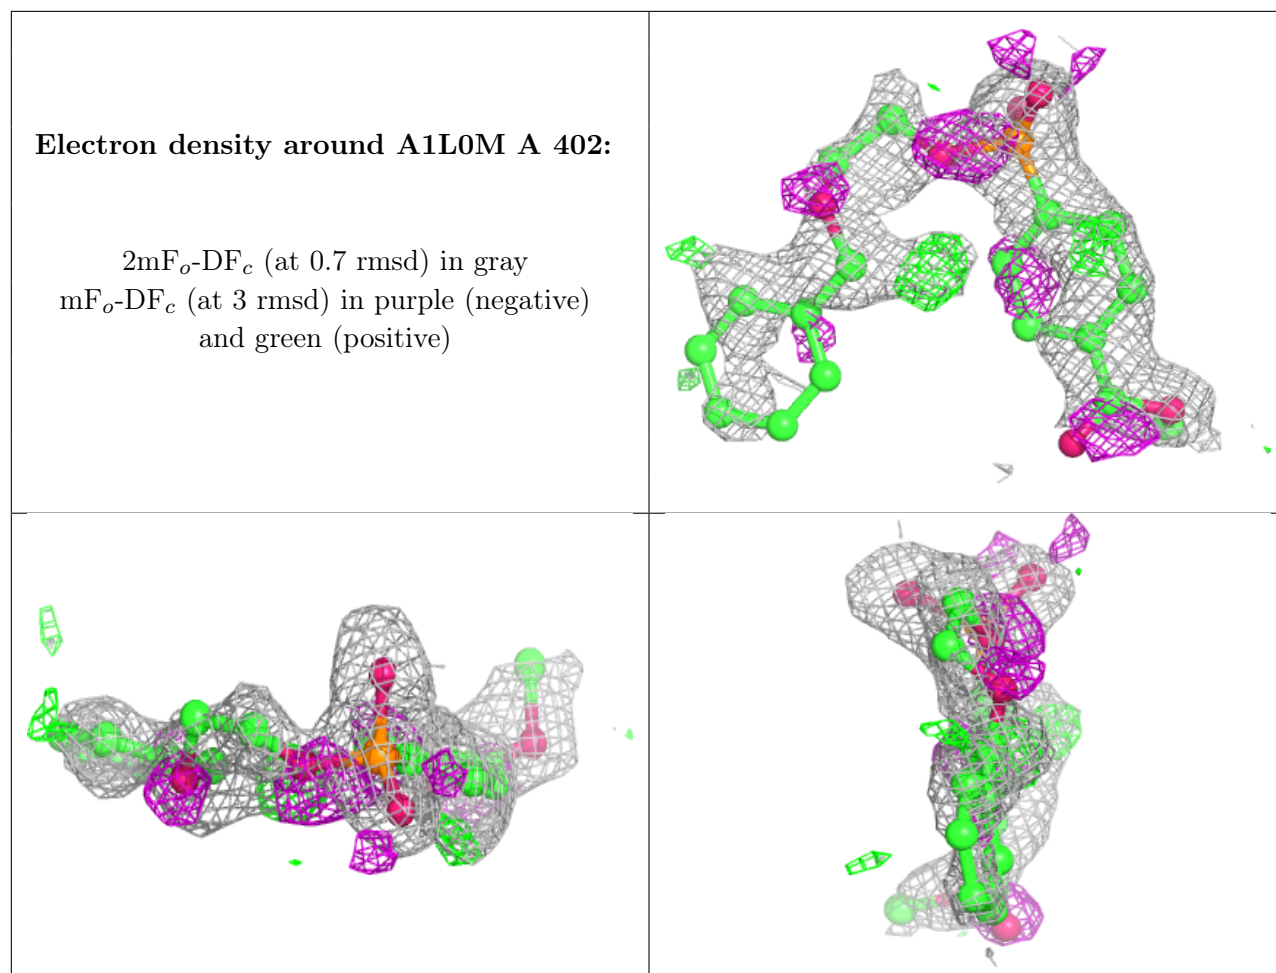 Electron density around A1L0M A 402:
2mFₒ-DF𝒸 (at 0.7 rmsd) in gray
mFₒ-DF𝒸 (at 3 rmsd) in purple (negative)
and green (positive)